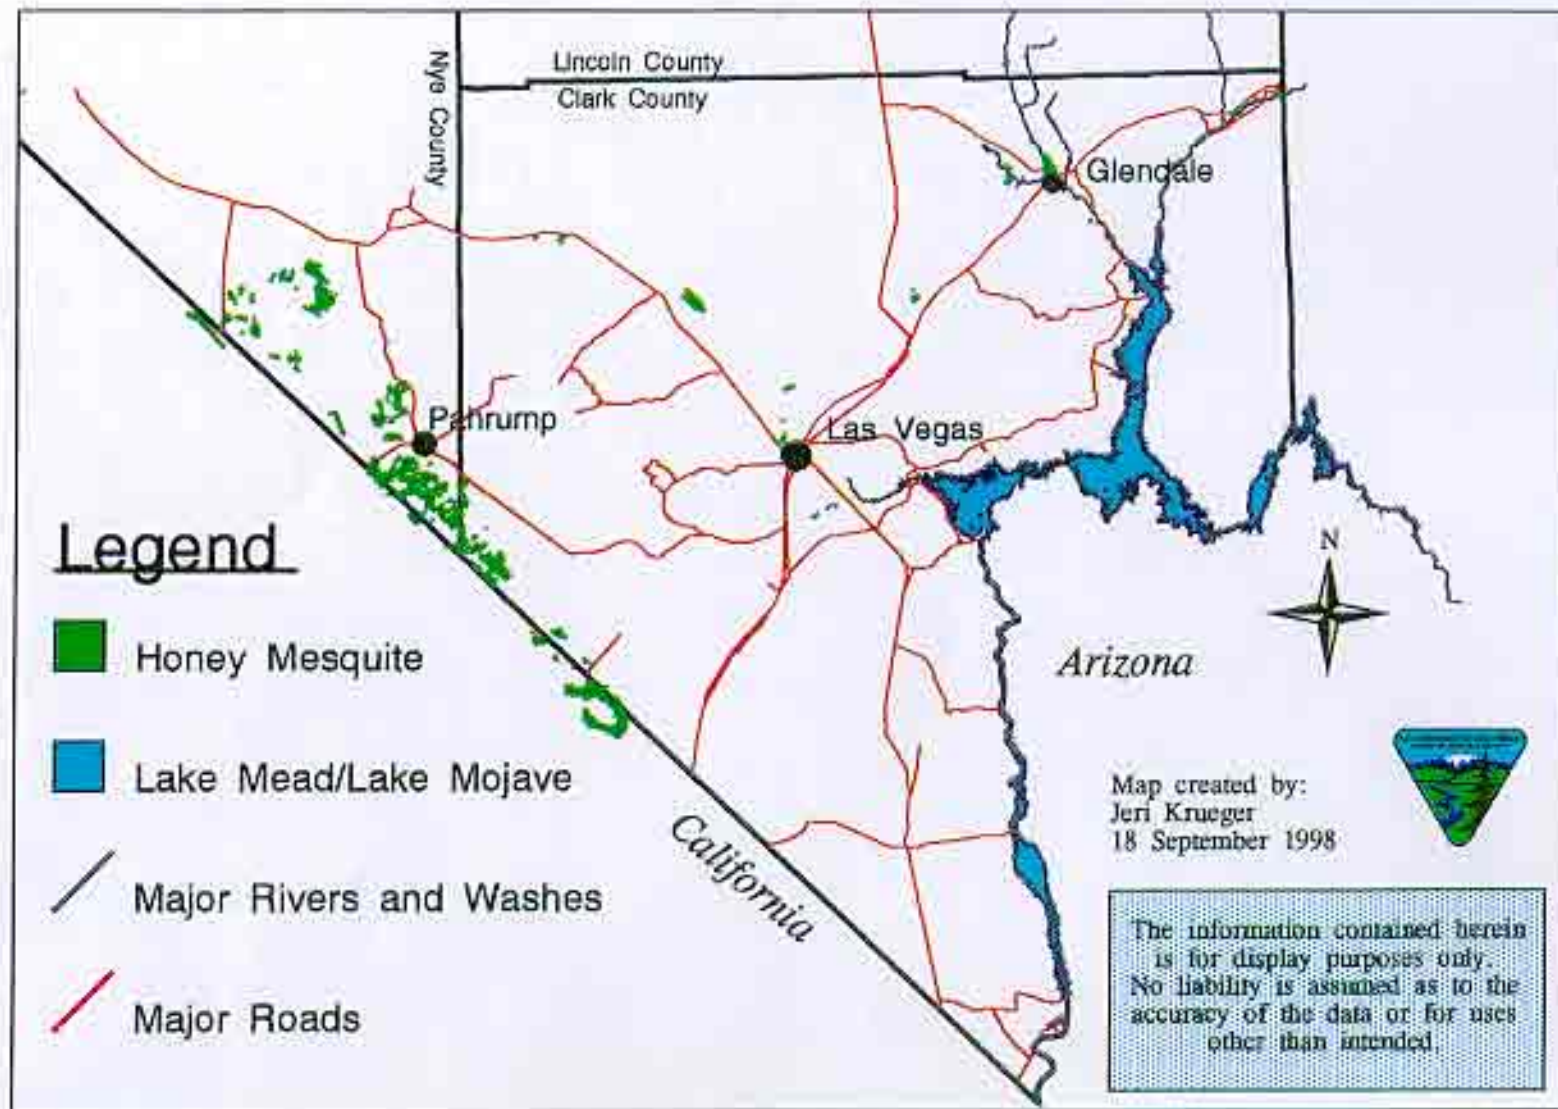 Lincoln County
Clark County
Nye County
Glendale
Pahrump
Las Vegas
Legend
Honey Mesquite
Lake Mead/Lake Mojave
Major Rivers and Washes
Major Roads
N
Arizona
California
Map created by:
Jeri Krueger
18 September 1998
The information contained herein
is for display purposes only.
No liability is assumed as to the
accuracy of the data or for uses
other than intended.